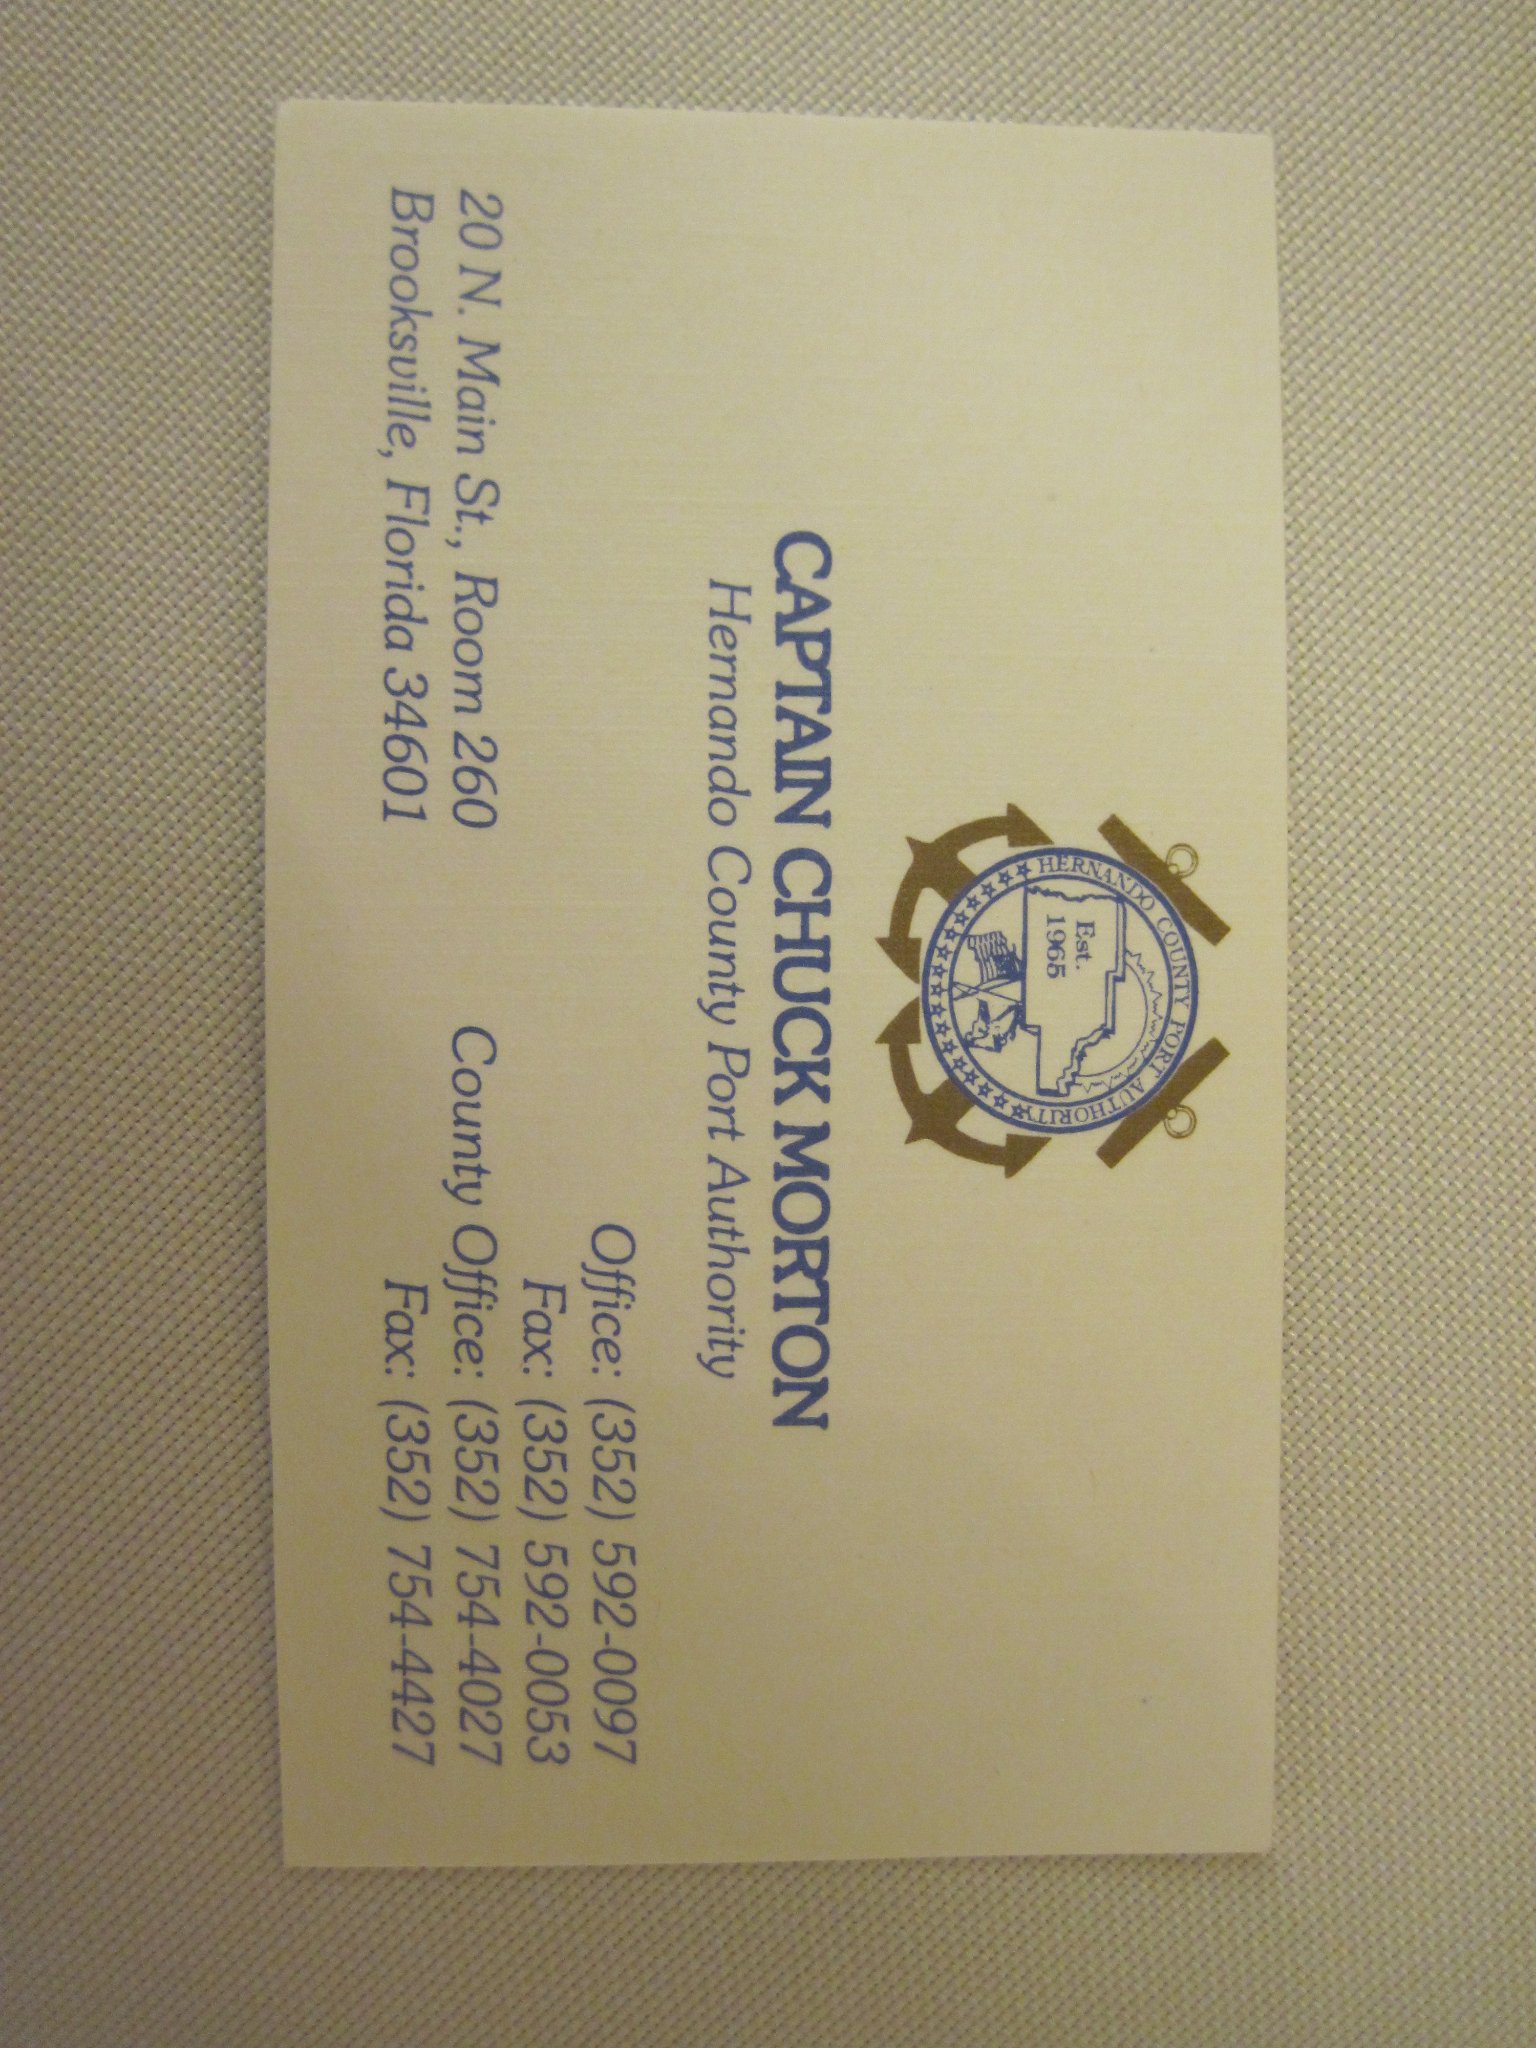 HERNANDO COUNTY PORT AUTHORITY
Est.
1965
CAPTAIN CHUCK MORTON
Hernando County Port Authority
Office: (352) 592-0097
Fax: (352) 592-0053
20 N. Main St., Room 260
County Office: (352) 754-4027
Brooksville, Florida 34601
Fax: (352) 754-4427